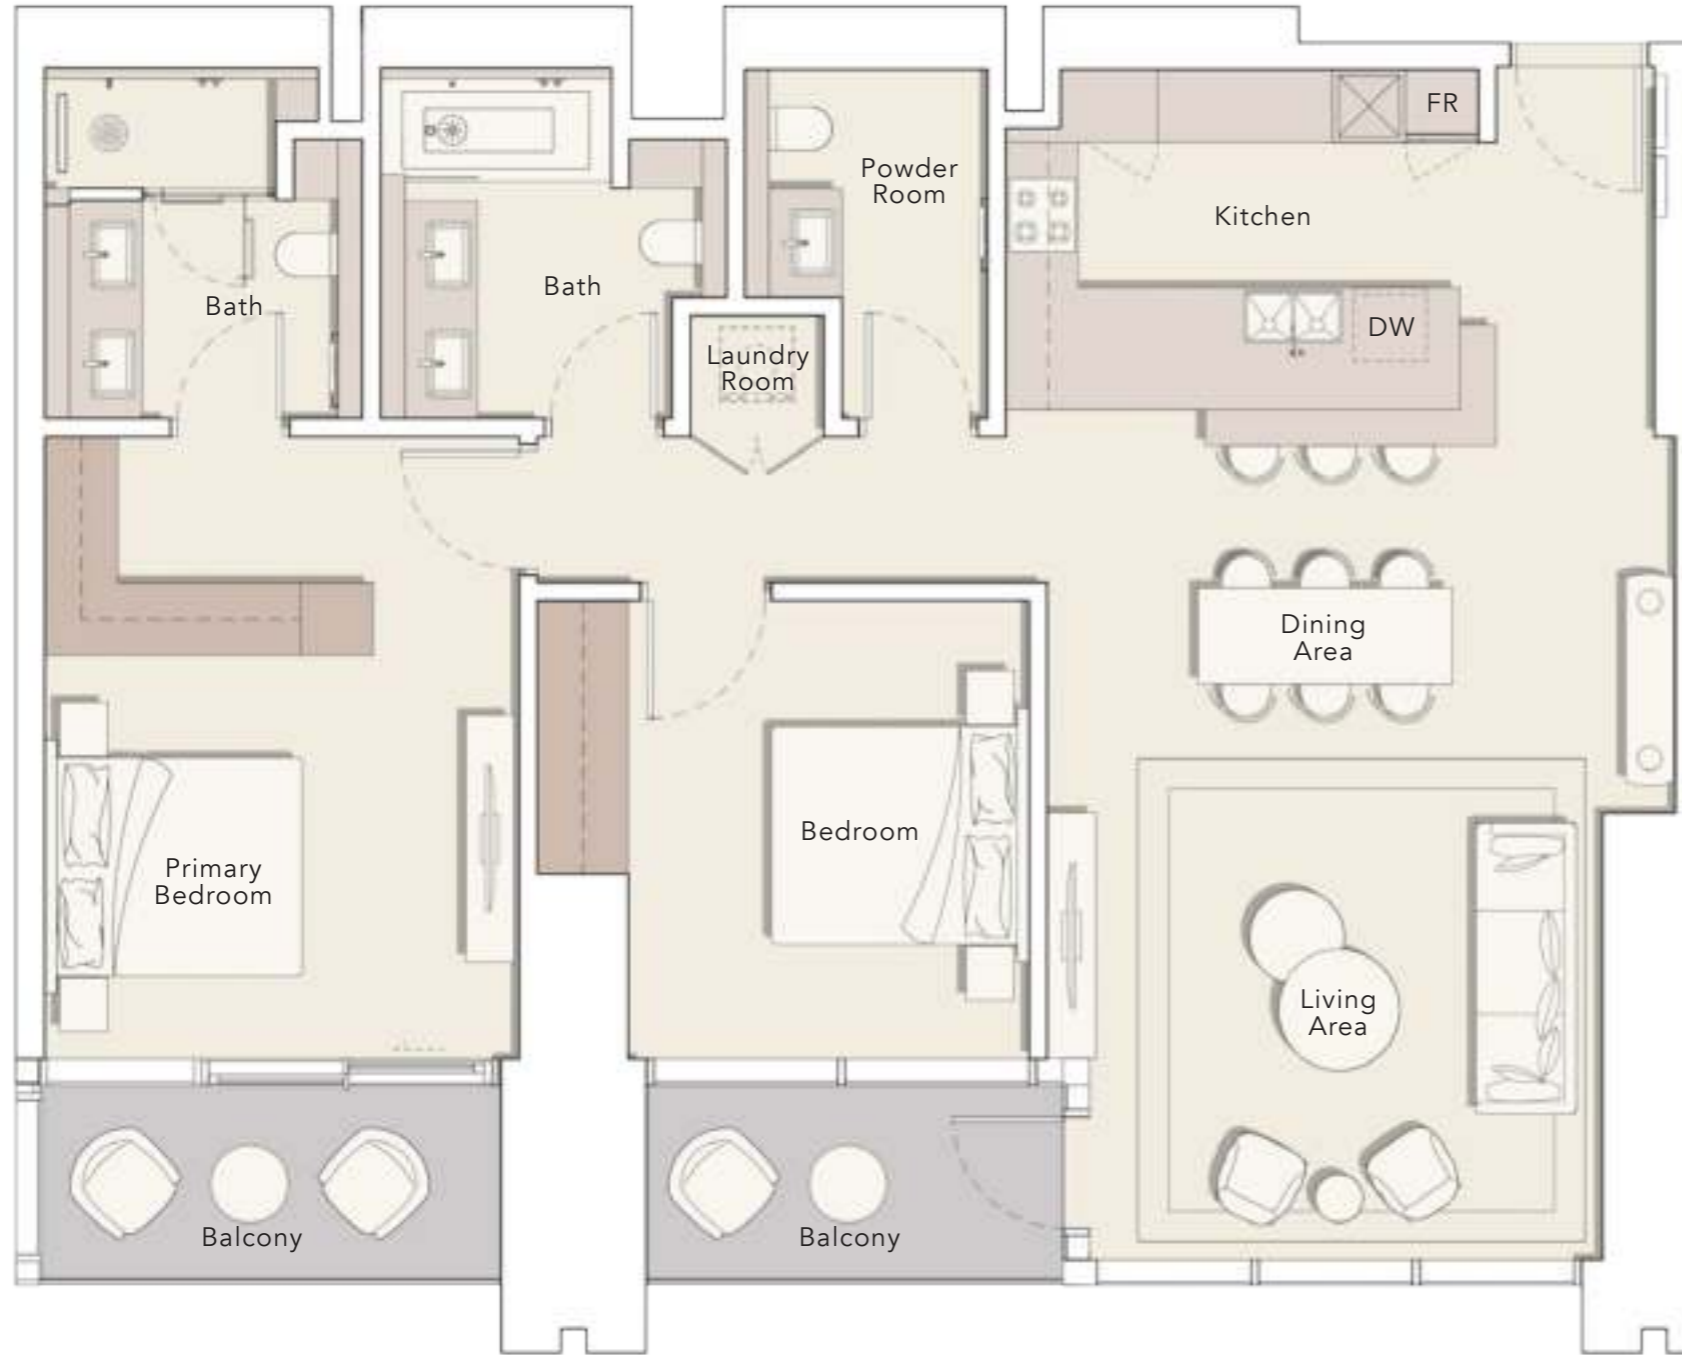 FR
Powder
Room
Kitchen
Bath
Bath
DW
Laundry
Room
Dining
Area
Bedroom
Primary
Bedroom
Living
Area
Balcony
Balcony